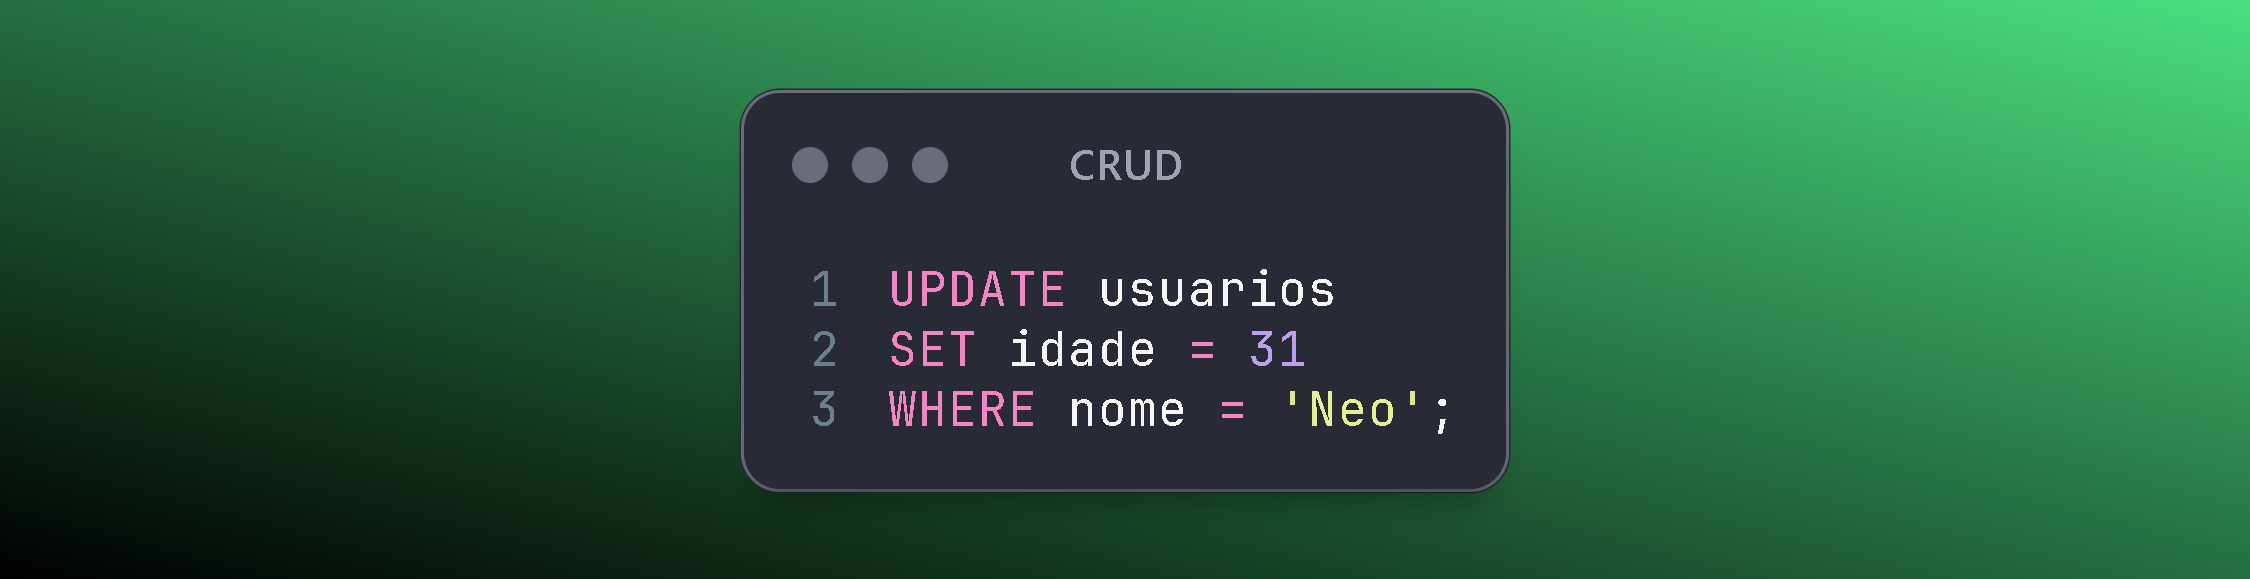 CRUD
1 UPDATE usuarios
2 SET idade = 31
3 WHERE nome = 'Neo';